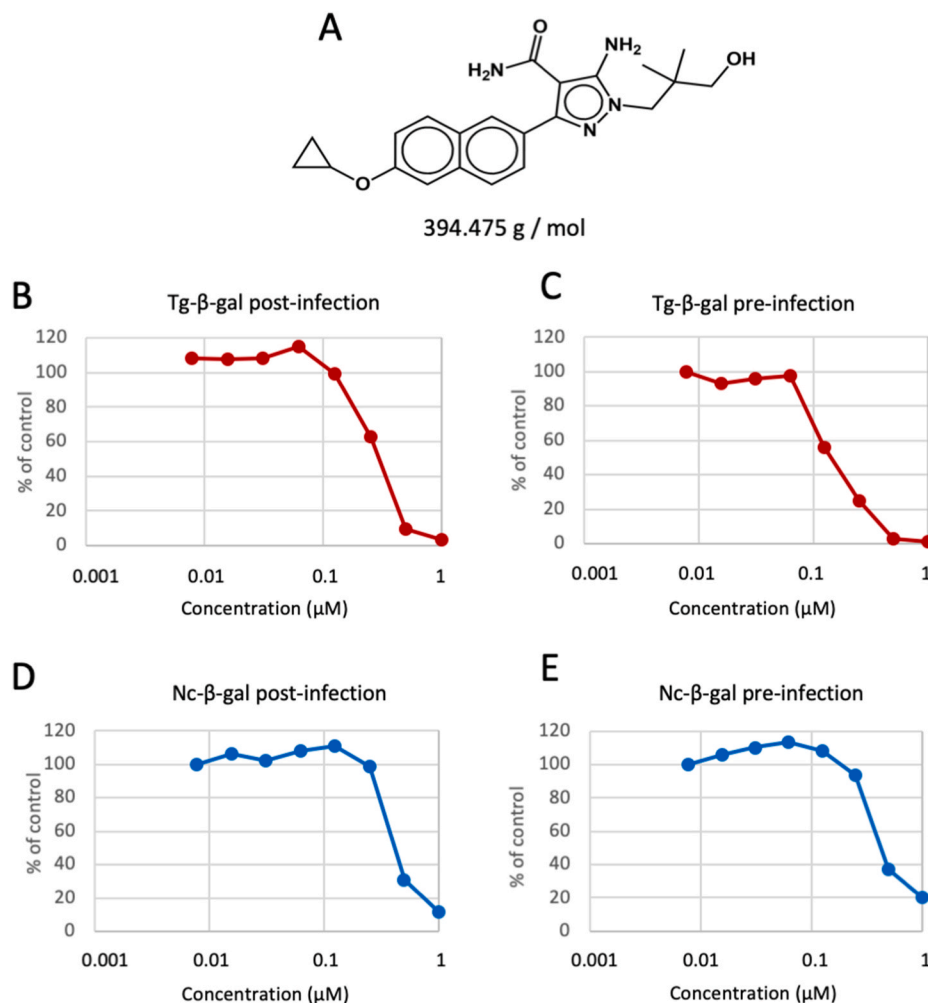 A
O
NH₂
H₂N
OH
N
N
O
394.475 g / mol
B
Tg-β-gal post-infection
120
100
80
60
40
20
0
% of control
0.001 0.01 0.1 1
Concentration (µM)
C
Tg-β-gal pre-infection
120
100
80
60
40
20
0
% of control
0.001 0.01 0.1 1
Concentration (µM)
D
Nc-β-gal post-infection
120
100
80
60
40
20
0
% of control
0.001 0.01 0.1 1
Concentration (µM)
E
Nc-β-gal pre-infection
120
100
80
60
40
20
0
% of control
0.001 0.01 0.1 1
Concentration (µM)